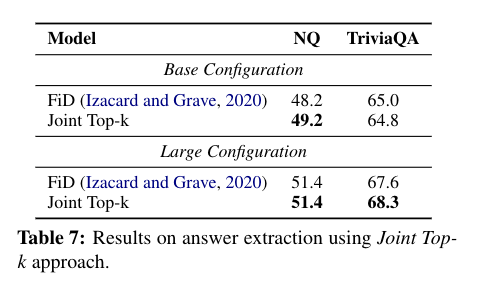 Model NQ TriviaQA
Base Configuration
FiD (Izacard and Grave, 2020) 48.2 65.0
Joint Top-k 49.2 64.8
Large Configuration
FiD (Izacard and Grave, 2020) 51.4 67.6
Joint Top-k 51.4 68.3
Table 7: Results on answer extraction using Joint Top-
k approach.